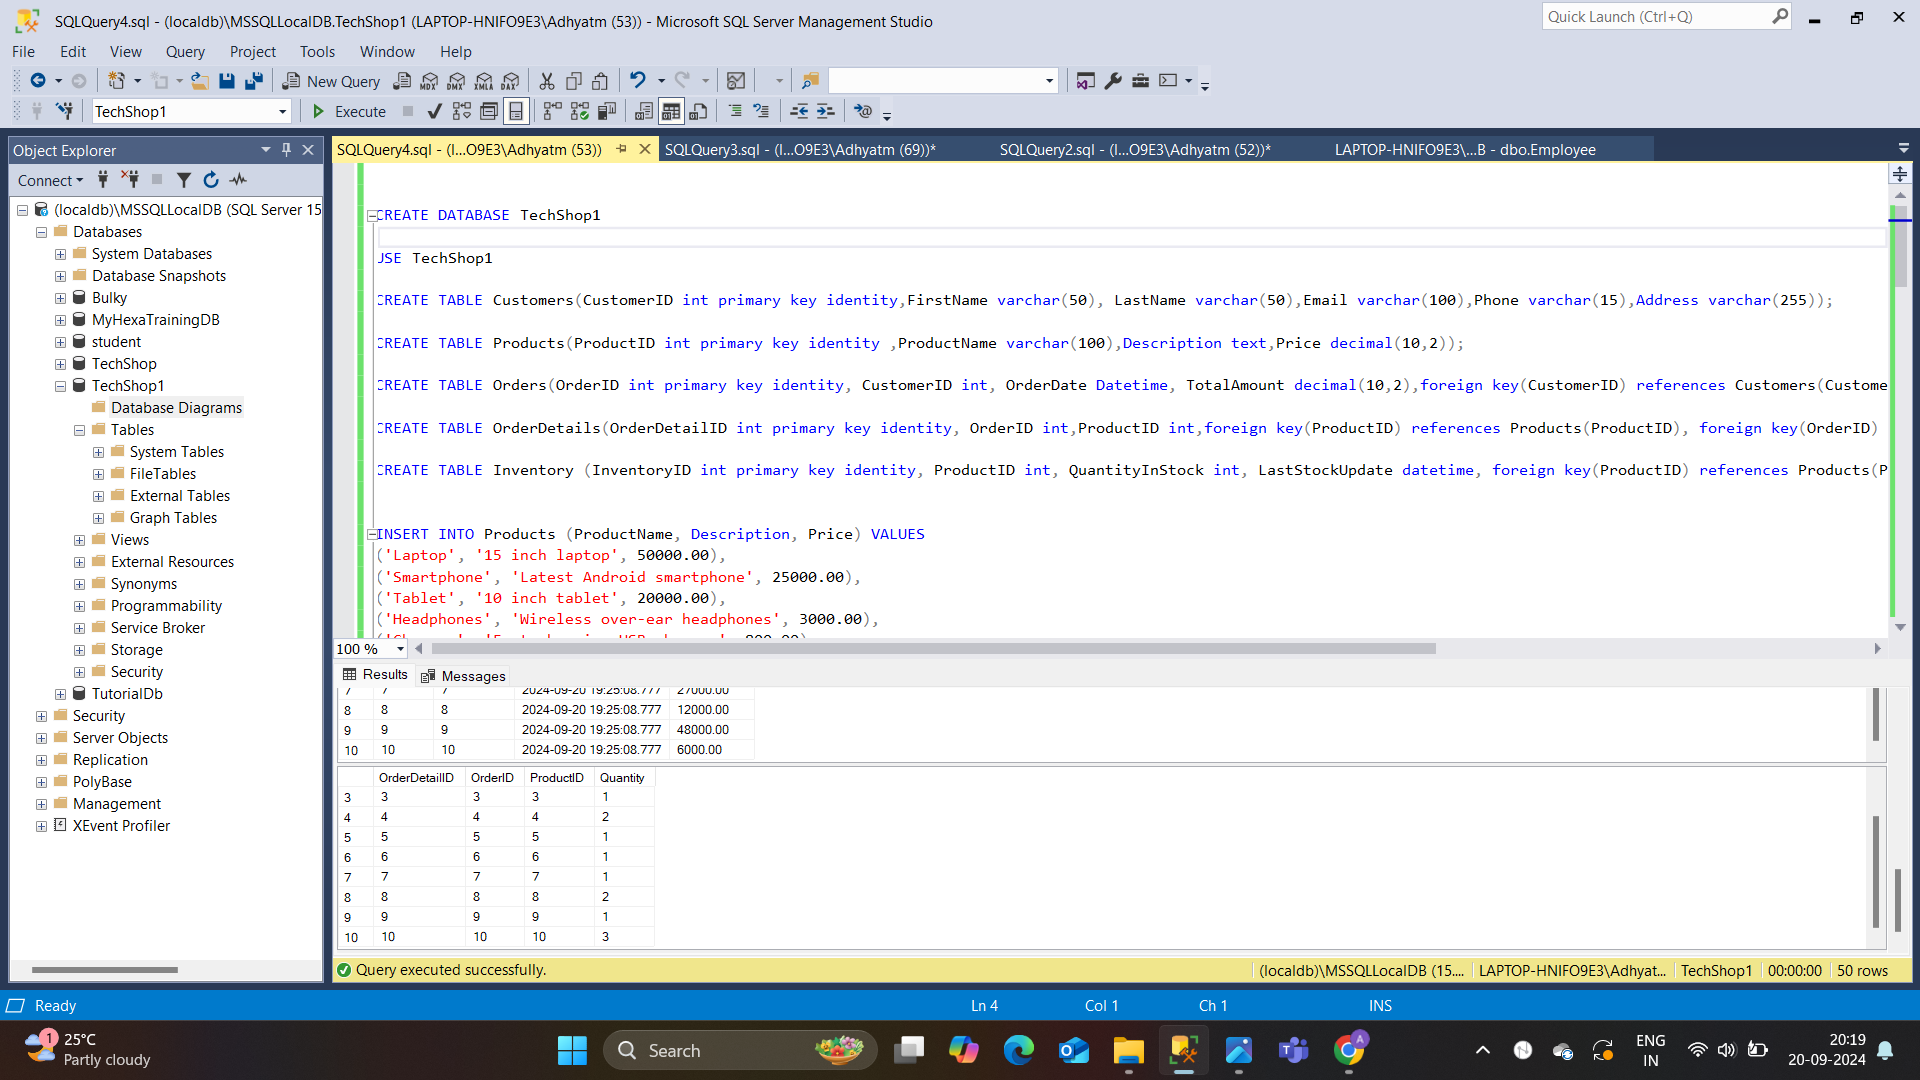 SQLQuery4.sql - (localdb)\MSSQLLocalDB.TechShop1 (LAPTOP-HNIFO9E3\Adhyatm (53)) - Microsoft SQL Server Management Studio
Quick Launch (Ctrl+Q)
File Edit View Query Project Tools Window Help
New Query MDX DMX XMLA DAX
TechShop1 Execute
Object Explorer
SQLQuery4.sql - (l...O9E3\Adhyatm (53)) SQLQuery3.sql - (l...O9E3\Adhyatm (69))* SQLQuery2.sql - (l...O9E3\Adhyatm (52))* LAPTOP-HNIFO9E3\...B - dbo.Employee
Connect
(localdb)\MSSQLLocalDB (SQL Server 15
Databases
System Databases
Database Snapshots
Bulky
MyHexaTrainingDB
student
TechShop
TechShop1
Database Diagrams
Tables
System Tables
FileTables
External Tables
Graph Tables
Views
External Resources
Synonyms
Programmability
Service Broker
Storage
Security
TutorialDb
Security
Server Objects
Replication
PolyBase
Management
XEvent Profiler
CREATE DATABASE TechShop1
USE TechShop1
CREATE TABLE Customers(CustomerID int primary key identity,FirstName varchar(50), LastName varchar(50),Email varchar(100),Phone varchar(15),Address varchar(255));
CREATE TABLE Products(ProductID int primary key identity ,ProductName varchar(100),Description text,Price decimal(10,2));
CREATE TABLE Orders(OrderID int primary key identity, CustomerID int, OrderDate Datetime, TotalAmount decimal(10,2),foreign key(CustomerID) references Customers(Custome
CREATE TABLE OrderDetails(OrderDetailID int primary key identity, OrderID int,ProductID int,foreign key(ProductID) references Products(ProductID), foreign key(OrderID)
CREATE TABLE Inventory (InventoryID int primary key identity, ProductID int, QuantityInStock int, LastStockUpdate datetime, foreign key(ProductID) references Products(P
INSERT INTO Products (ProductName, Description, Price) VALUES
('Laptop', '15 inch laptop', 50000.00),
('Smartphone', 'Latest Android smartphone', 25000.00),
('Tablet', '10 inch tablet', 20000.00),
('Headphones', 'Wireless over-ear headphones', 3000.00),
100 %
Results Messages
7 7 7 2024-09-20 19:25:08.777 27000.00
8 8 8 2024-09-20 19:25:08.777 12000.00
9 9 9 2024-09-20 19:25:08.777 48000.00
10 10 10 2024-09-20 19:25:08.777 6000.00
OrderDetailID OrderID ProductID Quantity
3 3 3 3 1
4 4 4 4 2
5 5 5 5 1
6 6 6 6 1
7 7 7 7 1
8 8 8 8 2
9 9 9 9 1
10 10 10 10 3
Query executed successfully. (localdb)\MSSQLLocalDB (15.... LAPTOP-HNIFO9E3\Adhyat... TechShop1 00:00:00 50 rows
Ready Ln 4 Col 1 Ch 1 INS
1 25°C
Partly cloudy
Search
A
ENG
IN
20:19
20-09-2024